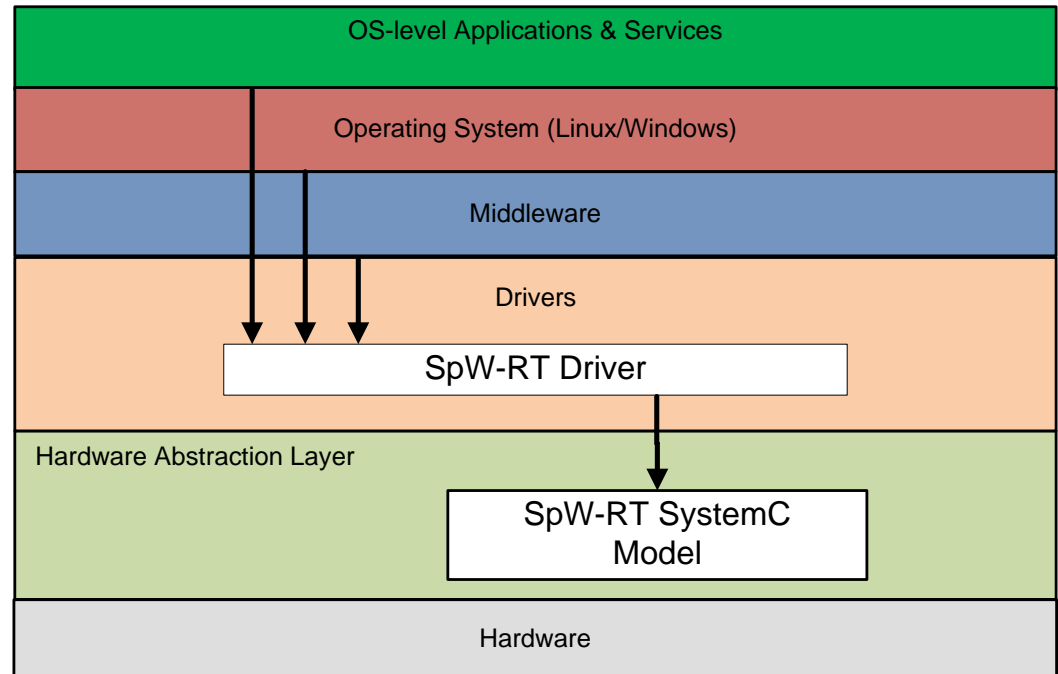 OS-level Applications & Services
Operating System (Linux/Windows)
Middleware
Drivers
SpW-RT Driver
Hardware Abstraction Layer
SpW-RT SystemC
Model
Hardware